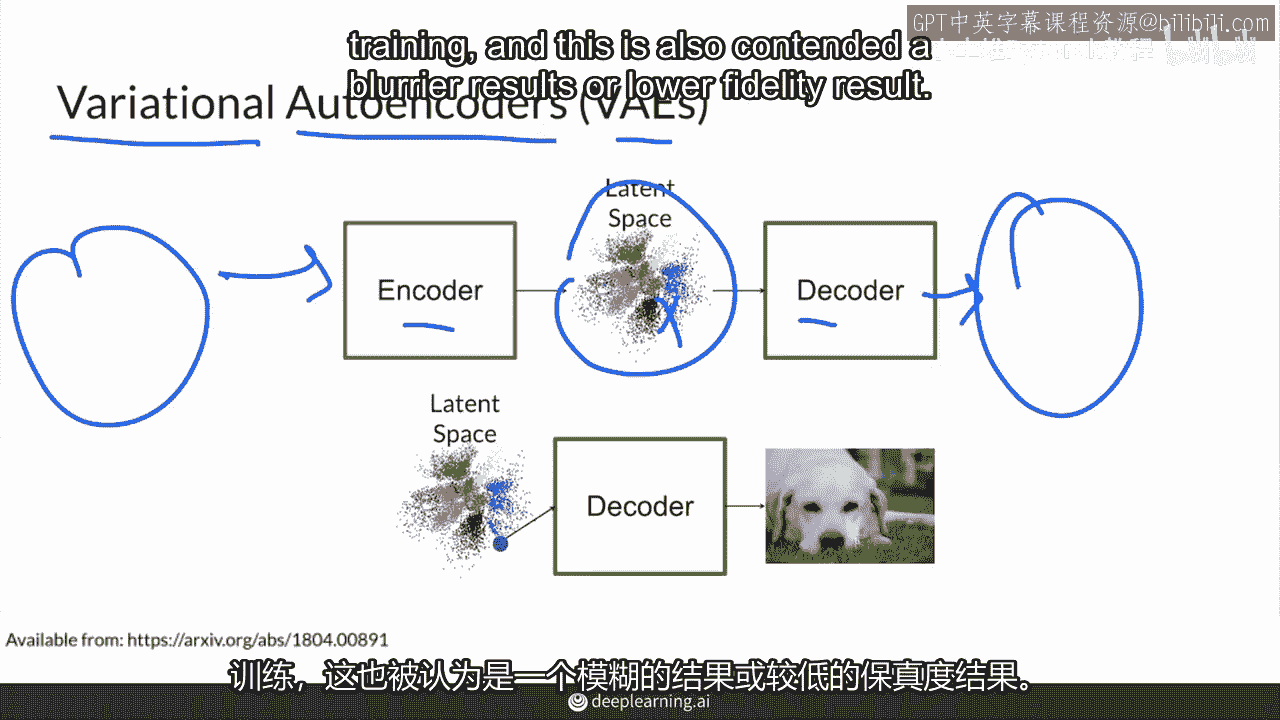 GPT中英字幕课程资源@bilibili.com
training, and this is also contended a
blurrier results or lower fidelity result.
Variational Autoencoders (VAEs)
Latent
Space
Encoder
Decoder
Latent
Space
Decoder
Available from: https://arxiv.org/abs/1804.00891
训练，这也被认为是一个模糊的结果或较低的保真度结果。
deeplearning.ai